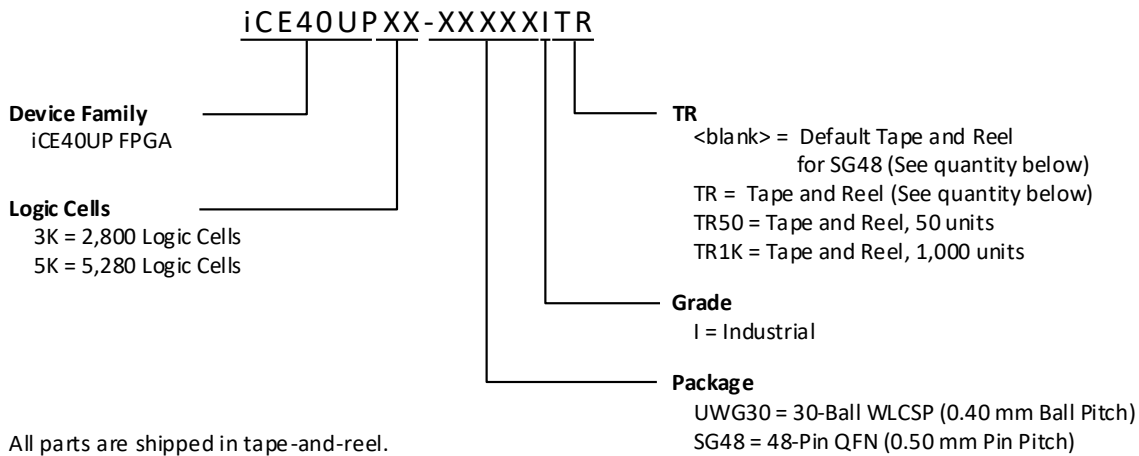 iCE40UPXX-XXXXXITR
Device Family
iCE40UP FPGA
Logic Cells
3K = 2,800 Logic Cells
5K = 5,280 Logic Cells
TR
<blank> = Default Tape and Reel
for SG48 (See quantity below)
TR = Tape and Reel (See quantity below)
TR50 = Tape and Reel, 50 units
TR1K = Tape and Reel, 1,000 units
Grade
I = Industrial
Package
UWG30 = 30-Ball WLCSP (0.40 mm Ball Pitch)
SG48 = 48-Pin QFN (0.50 mm Pin Pitch)
All parts are shipped in tape-and-reel.